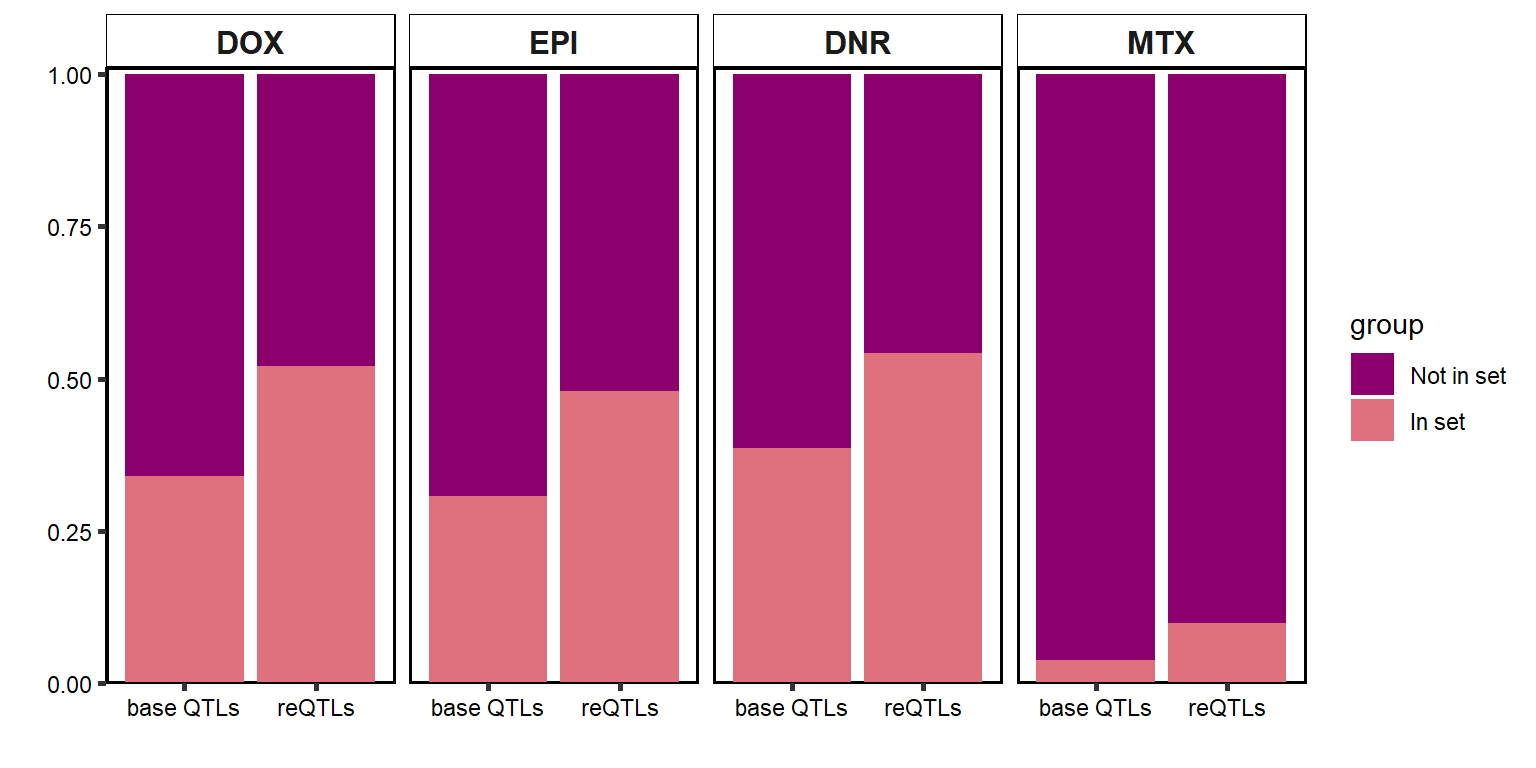 DOX EPI DNR MTX
1.00
0.75
0.50
0.25
0.00
base QTLs reQTLs base QTLs reQTLs base QTLs reQTLs base QTLs reQTLs
group
Not in set
In set